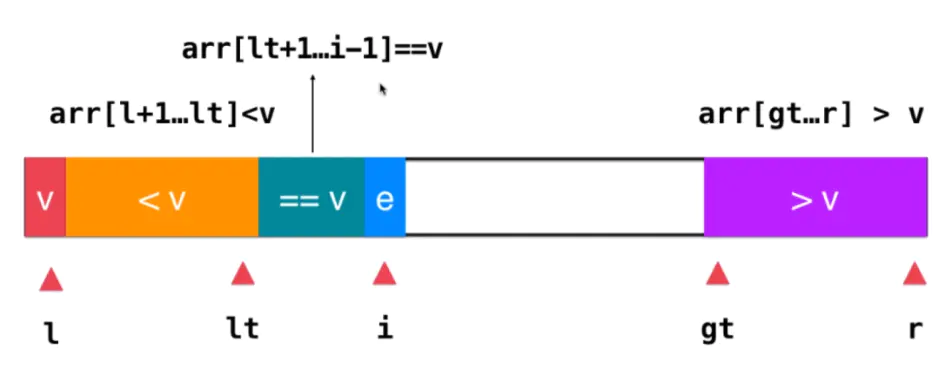 arr[lt+1…i-1]==v
arr[l+1…lt]<v
arr[gt…r] > v
v
< v
== v
e
> v
l
lt
i
gt
r